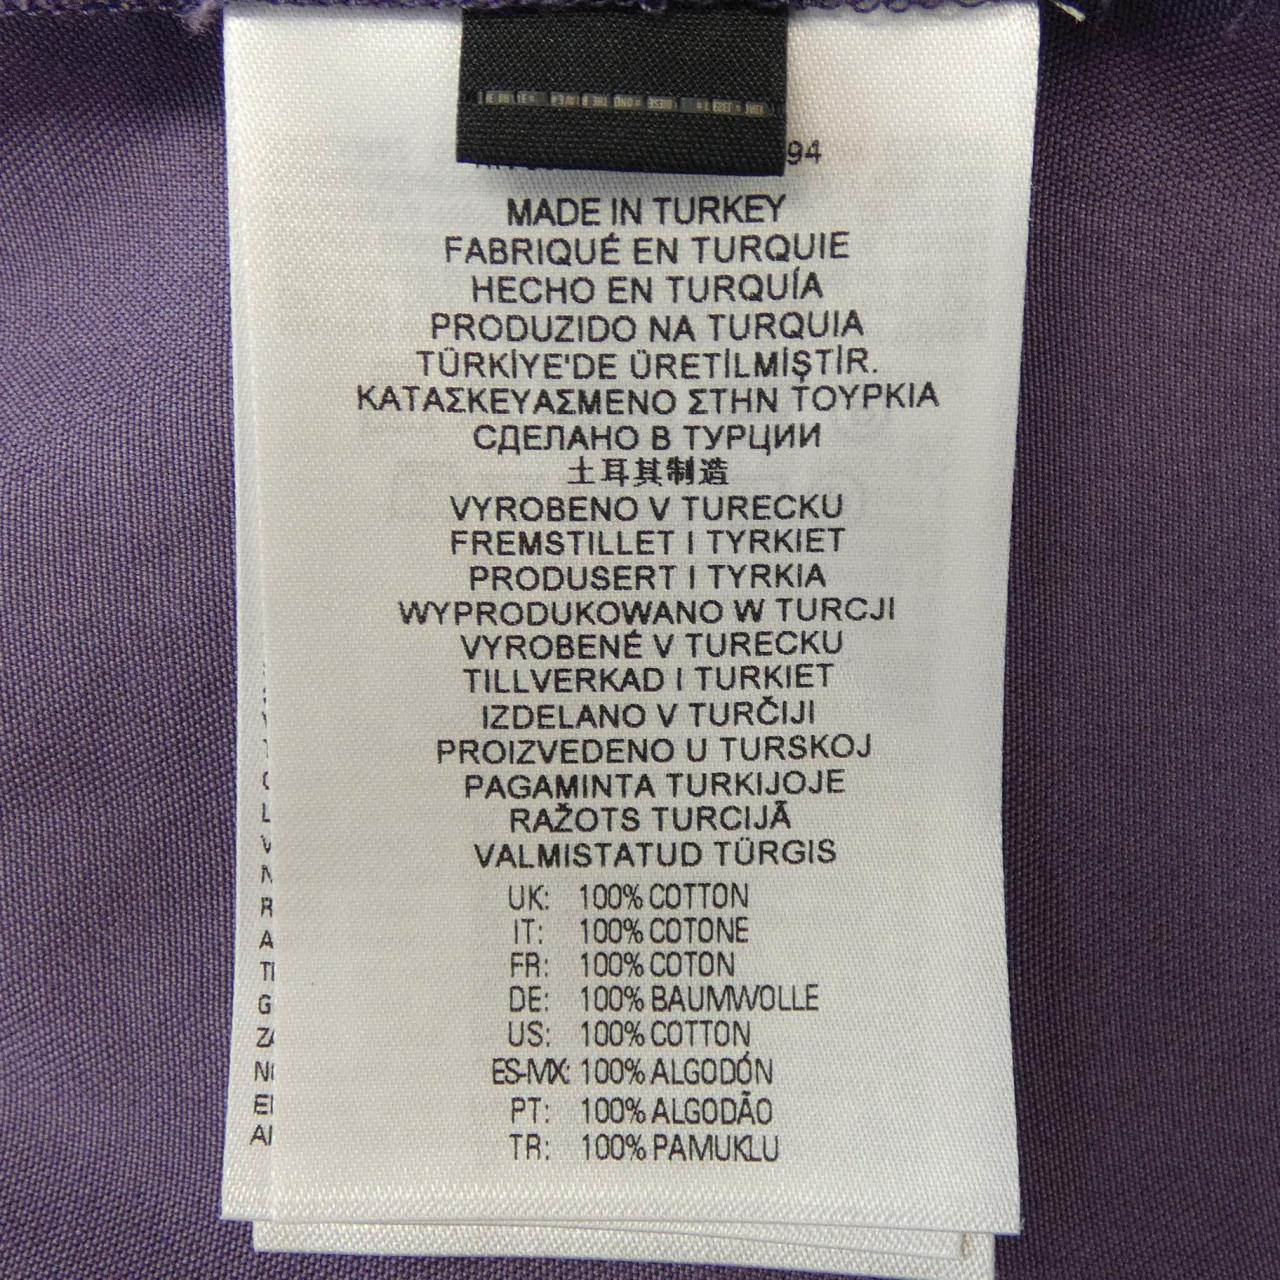 94
MADE IN TURKEY
FABRIQUÉ EN TURQUIE
HECHO EN TURQUÍA
PRODUZIDO NA TURQUIA
TÜRKİYE'DE ÜRETİLMİŞTİR.
ΚΑΤΑΣΚΕΥΑΣΜΕΝΟ ΣΤΗΝ ΤΟΥΡΚΙΑ
СДЕЛАНО В ТУРЦИИ
土耳其制造
VYROBENO V TURECKU
FREMSTILLET I TYRKIET
PRODUSERT I TYRKIA
WYPRODUKOWANO W TURCJI
VYROBENÉ V TURECKU
TILLVERKAD I TURKIET
IZDELANO V TURČIJI
PROIZVEDENO U TURSKOJ
PAGAMINTA TURKIJOJE
RAŽOTS TURCIJĀ
VALMISTATUD TÜRGIS
UK: 100% COTTON
IT: 100% COTONE
FR: 100% COTON
DE: 100% BAUMWOLLE
US: 100% COTTON
ES-MX: 100% ALGODÓN
PT: 100% ALGODÃO
TR: 100% PAMUKLU